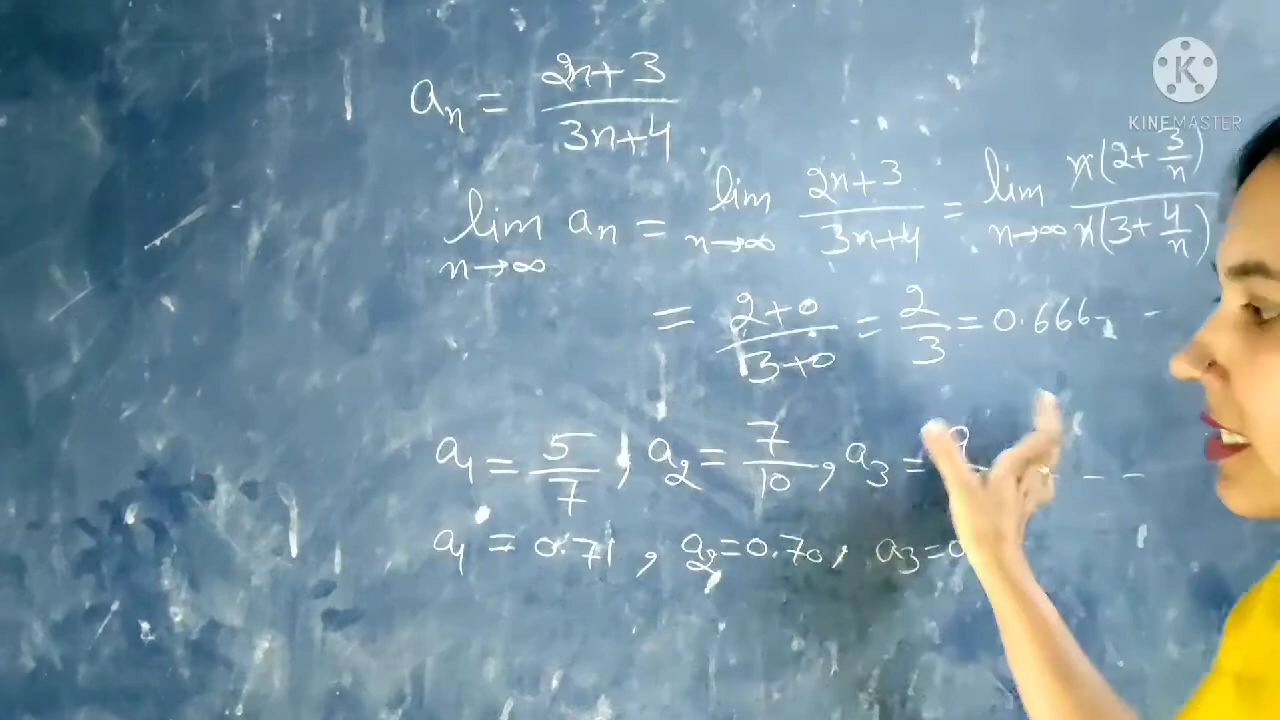 K
KINEMASTER
aₙ = (2n+3)/(3n+4)
lim n→∞ aₙ = lim n→∞ (2n+3)/(3n+4) = lim n→∞ n(2+3/n)/n(3+4/n)
= (2+0)/(3+0) = 2/3 = 0.666- -
a₁ = 5/7 , a₂ = 7/10 , a₃ = 9/ - - -
a₁ = 0.71 , a₂ = 0.70 , a₃ = 0